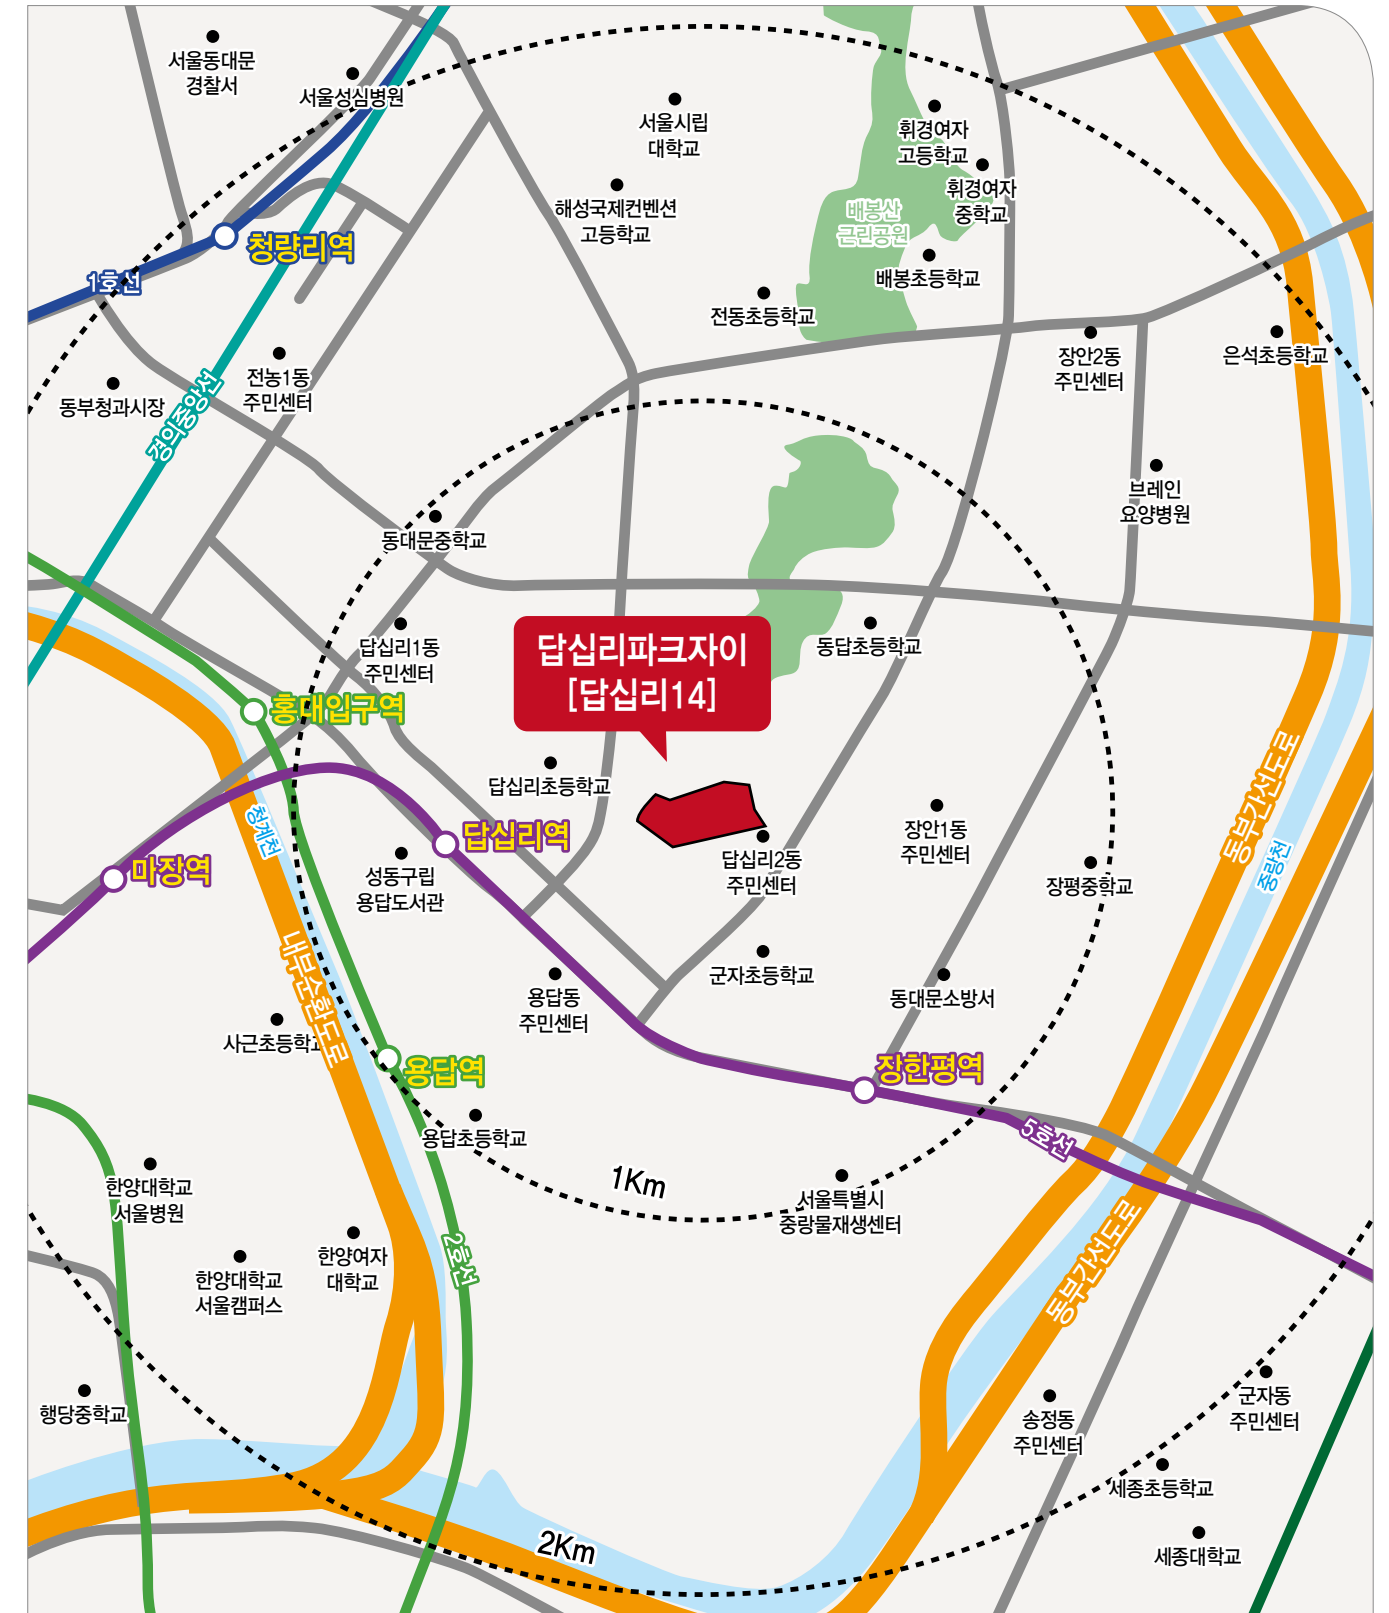 서울동대문
경찰서
서울성심병원
서울시립
대학교
휘경여자
고등학교
휘경여자
중학교
해성국제컨벤션
고등학교
배봉산
근린공원
청량리역
1호선
배봉초등학교
전동초등학교
장안2동
주민센터
은석초등학교
전농1동
주민센터
동부청과시장
경의중앙선
브레인
요양병원
동대문중학교
답십리1동
주민센터
답십리파크자이
[답십리14]
동답초등학교
홍대입구역
답십리초등학교
청계천
답십리역
마장역
성동구립
용답도서관
답십리2동
주민센터
장안1동
주민센터
동부간선도로
중랑천
장평중학교
내부순환도로
용답동
주민센터
군자초등학교
동대문소방서
사근초등학교
용답역
장한평역
용답초등학교
5호선
1Km
한양대학교
서울병원
서울특별시
중랑물재생센터
한양여자
대학교
2호선
한양대학교
서울캠퍼스
동부간선도로
행당중학교
송정동
주민센터
군자동
주민센터
세종초등학교
2Km
세종대학교